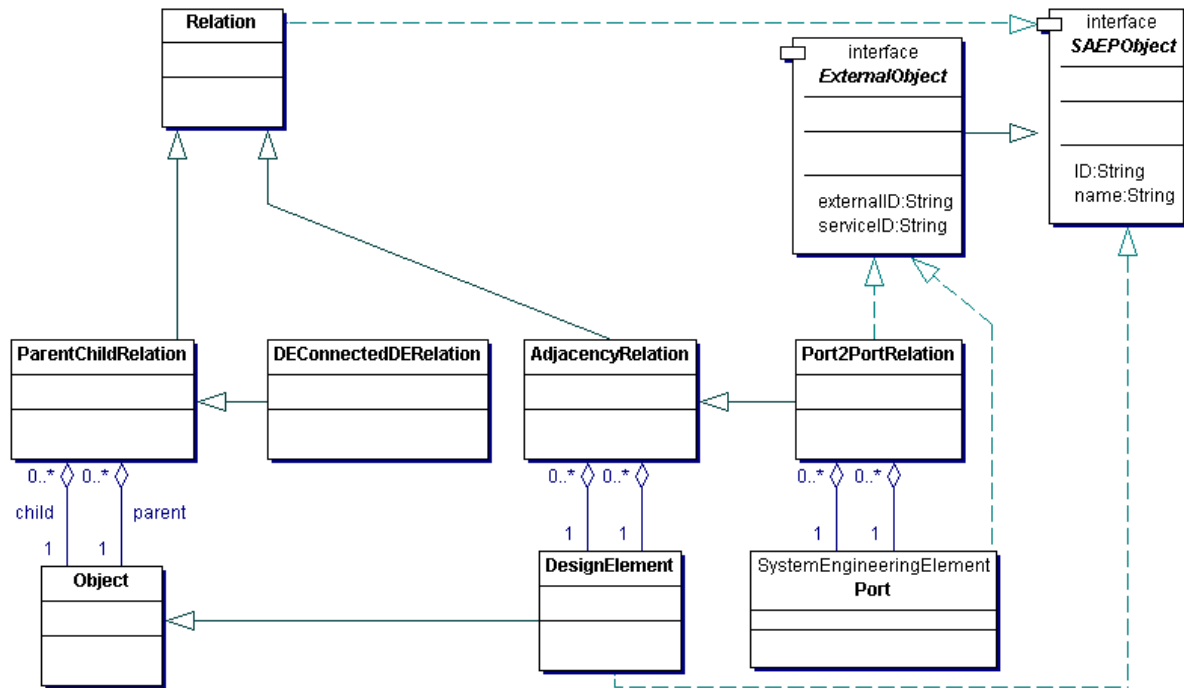 Relation
interface
SAEPObject
ID:String
name:String
interface
ExternalObject
externalID:String
serviceID:String
ParentChildRelation
DEConnectedDERelation
AdjacencyRelation
Port2PortRelation
0..* 0..*
child parent
1 1
0..* 0..*
1 1
0..* 0..*
1 1
Object
DesignElement
SystemEngineeringElement
Port